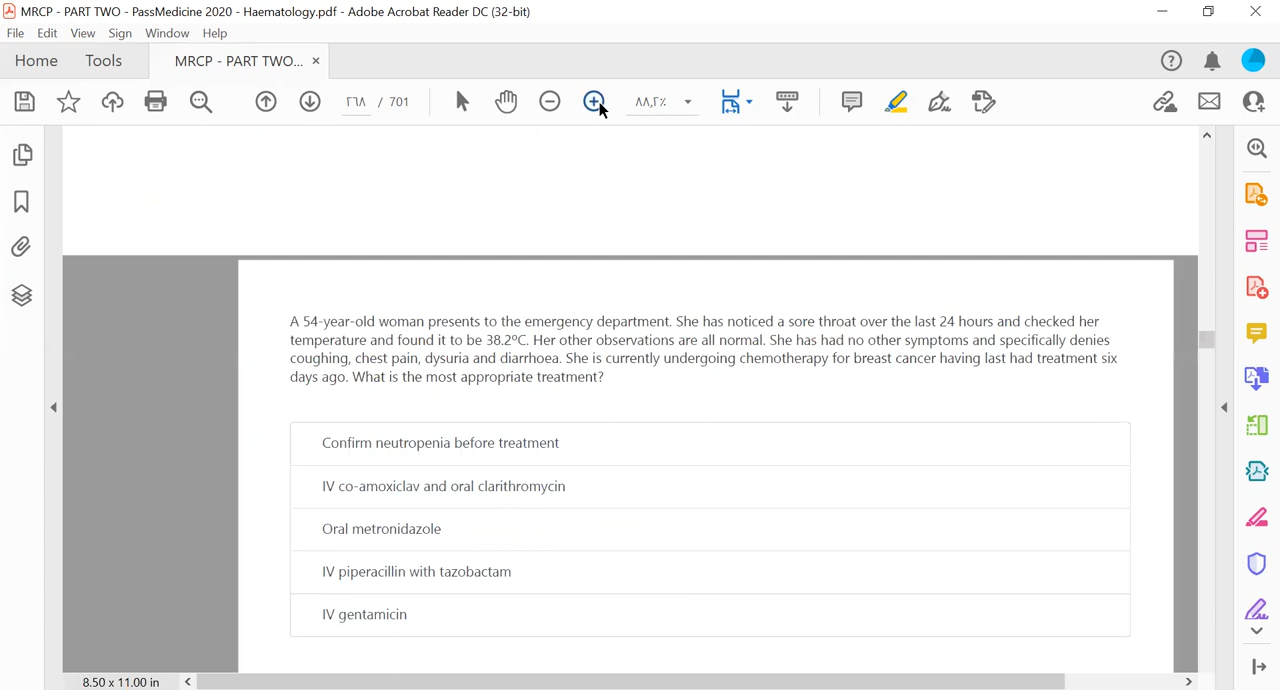 MRCP - PART TWO - PassMedicine 2020 - Haematology.pdf - Adobe Acrobat Reader DC (32-bit)
File Edit View Sign Window Help
Home Tools MRCP - PART TWO... ×
٢٦٨ / 701 ٨٨,٢٪
A 54-year-old woman presents to the emergency department. She has noticed a sore throat over the last 24 hours and checked her
temperature and found it to be 38.2ºC. Her other observations are all normal. She has had no other symptoms and specifically denies
coughing, chest pain, dysuria and diarrhoea. She is currently undergoing chemotherapy for breast cancer having last had treatment six
days ago. What is the most appropriate treatment?
Confirm neutropenia before treatment
IV co-amoxiclav and oral clarithromycin
Oral metronidazole
IV piperacillin with tazobactam
IV gentamicin
8.50 x 11.00 in